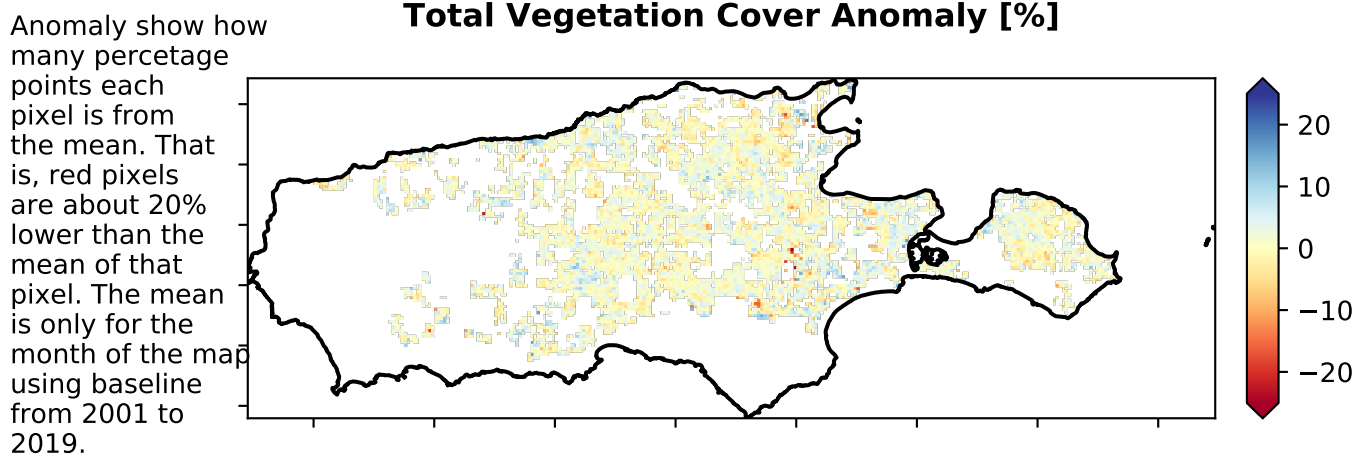 Total Vegetation Cover Anomaly [%]
Anomaly show how
many percetage
points each
pixel is from
the mean. That
is, red pixels
are about 20%
lower than the
mean of that
pixel. The mean
is only for the
month of the map
using baseline
from 2001 to
2019.
20
10
0
−10
−20